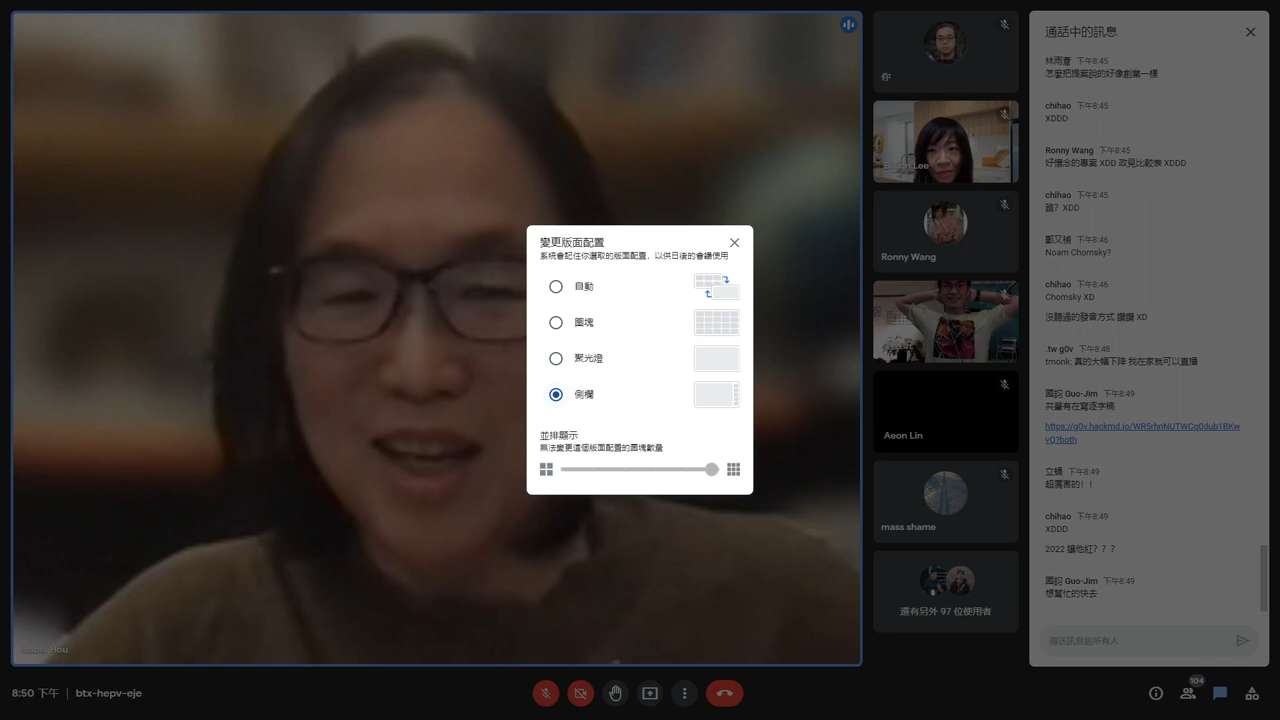 通話中的訊息
你
林雨蒼 下午8:45
怎麼把提案說的好像創業一樣
chihao 下午8:45
XDDD
Ronny Wang 下午8:45
好懷念的專案 XDD 政見比較表 XDDD
chihao 下午8:45
誰? XDD
鄭又禎 下午8:46
Noam Chomsky?
chihao 下午8:46
Chomsky XD
沒聽過的發音方式 讚讚 XD
.tw g0v 下午8:48
tmonk: 真的大幅下降 我在家就可以直播
國鈞 Guo-Jim 下午8:49
共筆有在寫逐字稿
https://g0v.hackmd.io/WR5rhnNUTWCq0dub1BKw
vQ?both
下午8:49
超厲害的！！
chihao 下午8:49
XDDD
2022 讓他紅？？？
國鈞 Guo-Jim 下午8:49
想幫忙的快去
傳送訊息給所有人
變更版面配置
系統會記住你選取的版面配置，以供日後的會議使用
自動
圖塊
聚光燈
側欄
並排顯示
無法變更這個版面配置的圖塊數量
Lee
Ronny Wang
Aeon Lin
mass shame
還有另外 97 位使用者
Isabel Hou
8:50 下午 | btx-hepv-eje
104